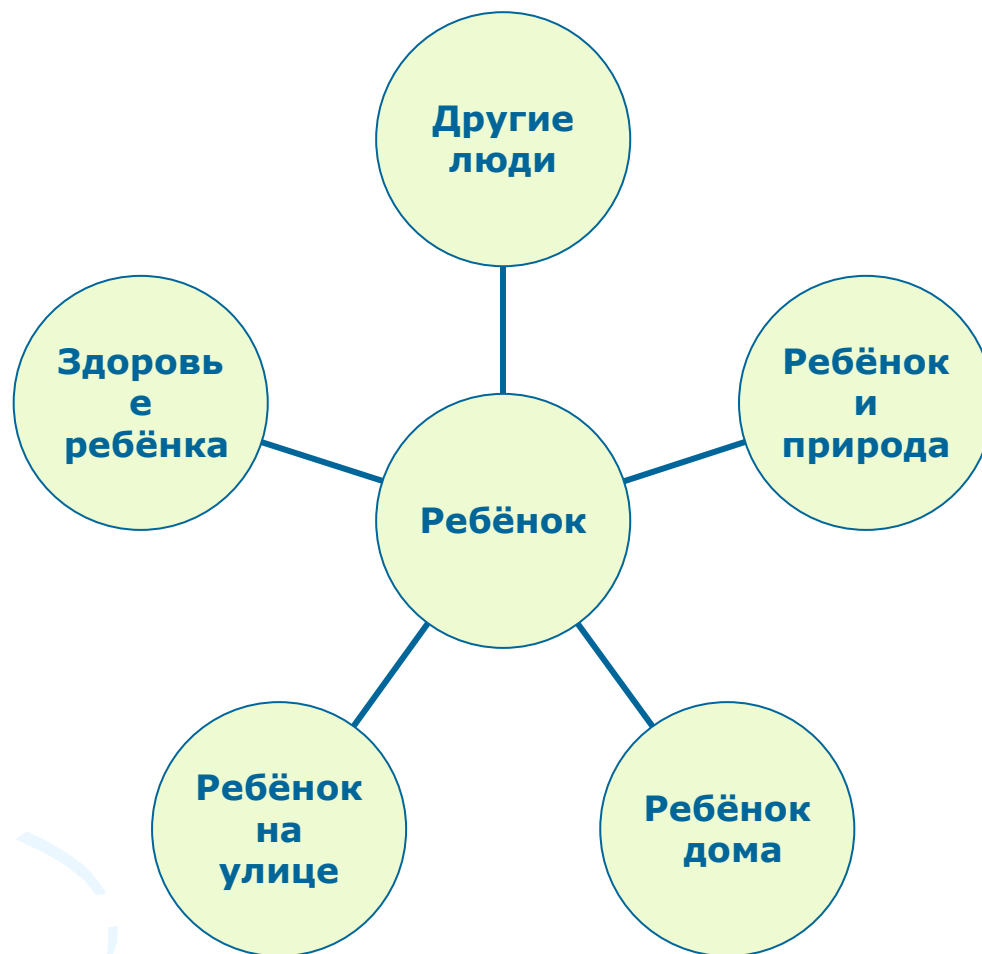 Другие
люди
Здоровь
е
ребёнка
Ребёнок
и
природа
Ребёнок
Ребёнок
на
улице
Ребёнок
дома